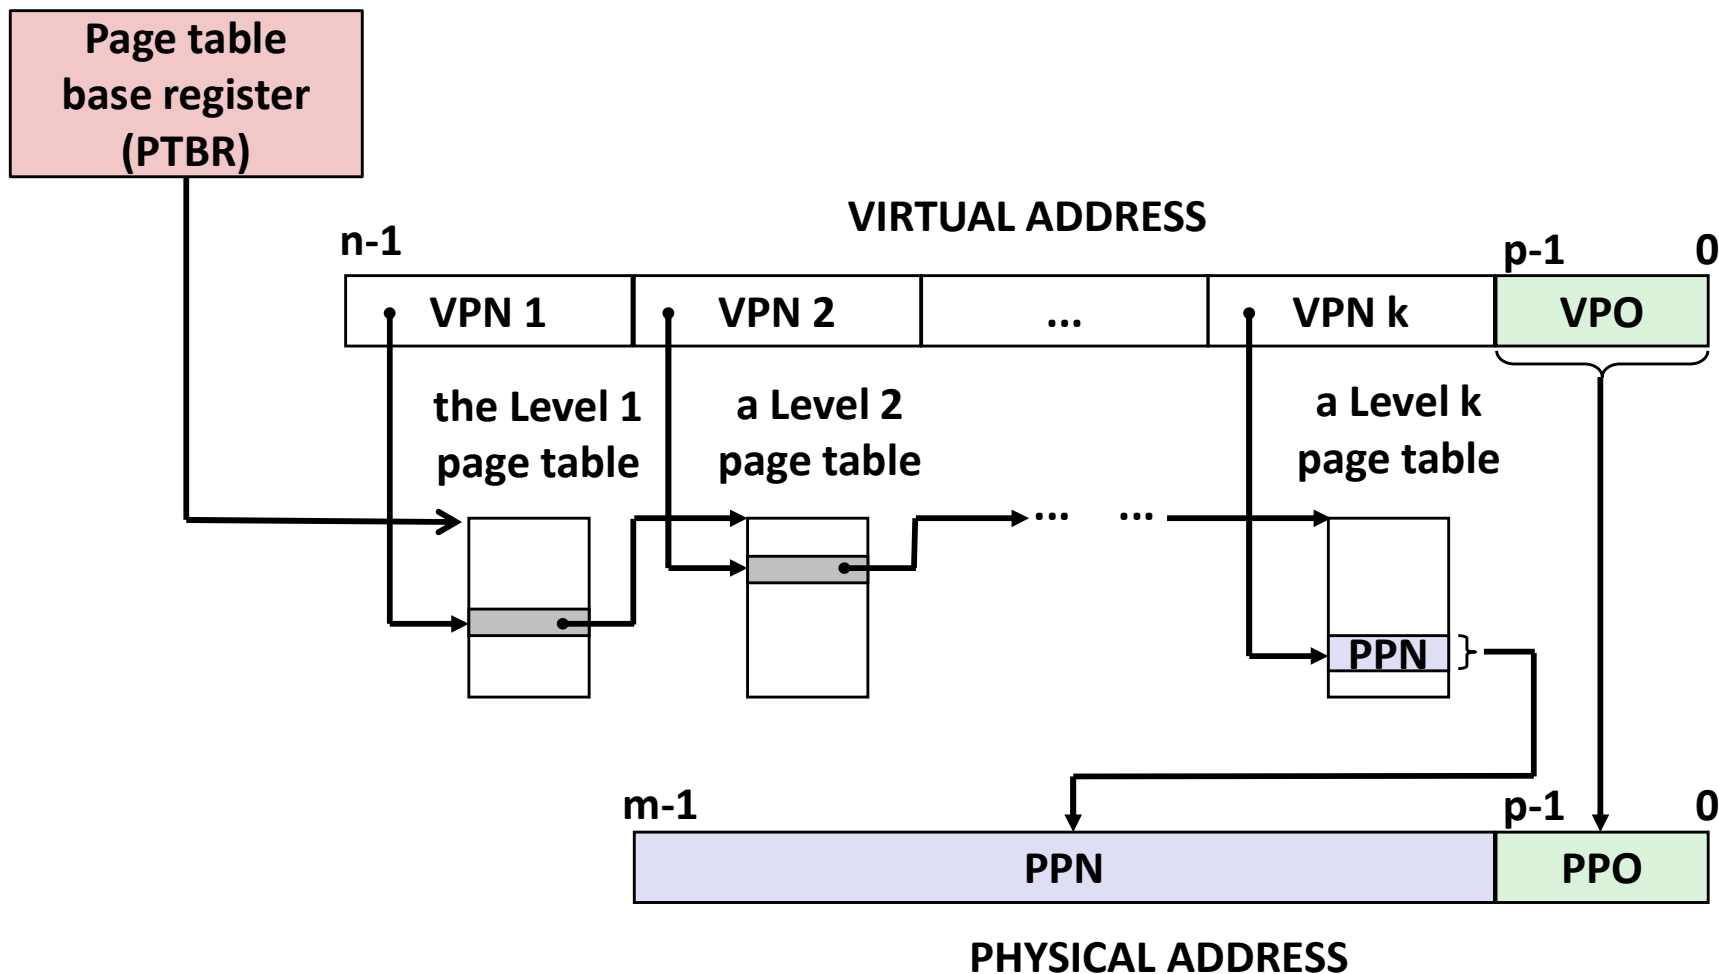 Page table
base register
(PTBR)
VIRTUAL ADDRESS
n-1
p-1
0
VPN 1
VPN 2
...
VPN k
VPO
the Level 1
page table
a Level 2
page table
a Level k
page table
...
...
PPN
m-1
p-1
0
PPN
PPO
PHYSICAL ADDRESS